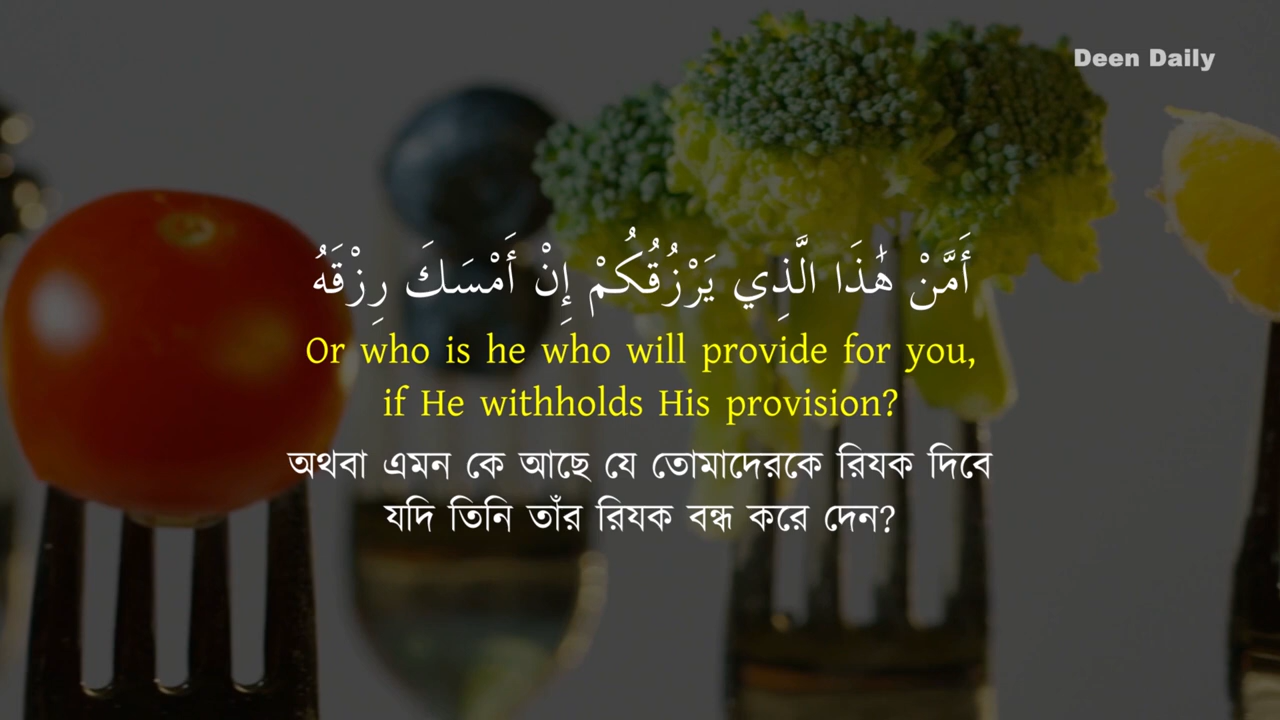 Deen Daily
أَمَّنْ هَٰذَا الَّذِي يَرْزُقُكُمْ إِنْ أَمْسَكَ رِزْقَهُ
Or who is he who will provide for you,
if He withholds His provision?
অথবা এমন কে আছে যে তোমাদেরকে রিযক দিবে
যদি তিনি তাঁর রিযক বন্ধ করে দেন?